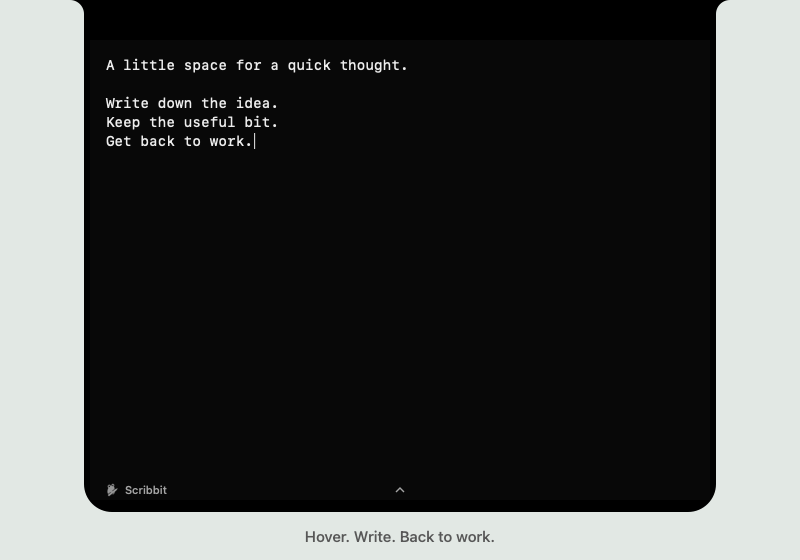 A little space for a quick thought.
Write down the idea.
Keep the useful bit.
Get back to work.
Scribbit
Hover. Write. Back to work.